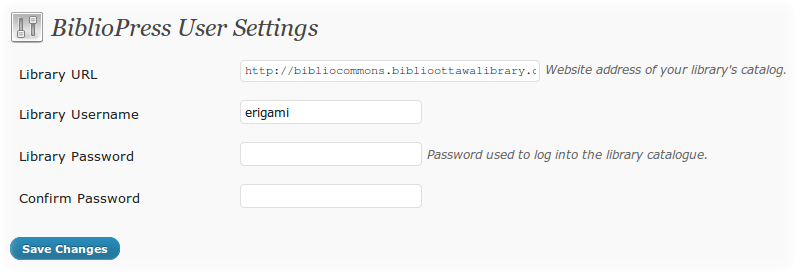 BiblioPress User Settings
Library URL http://bibliocommons.biblioottawalibrary.c Website address of your library's catalog.
Library Username erigami
Library Password Password used to log into the library catalogue.
Confirm Password
Save Changes